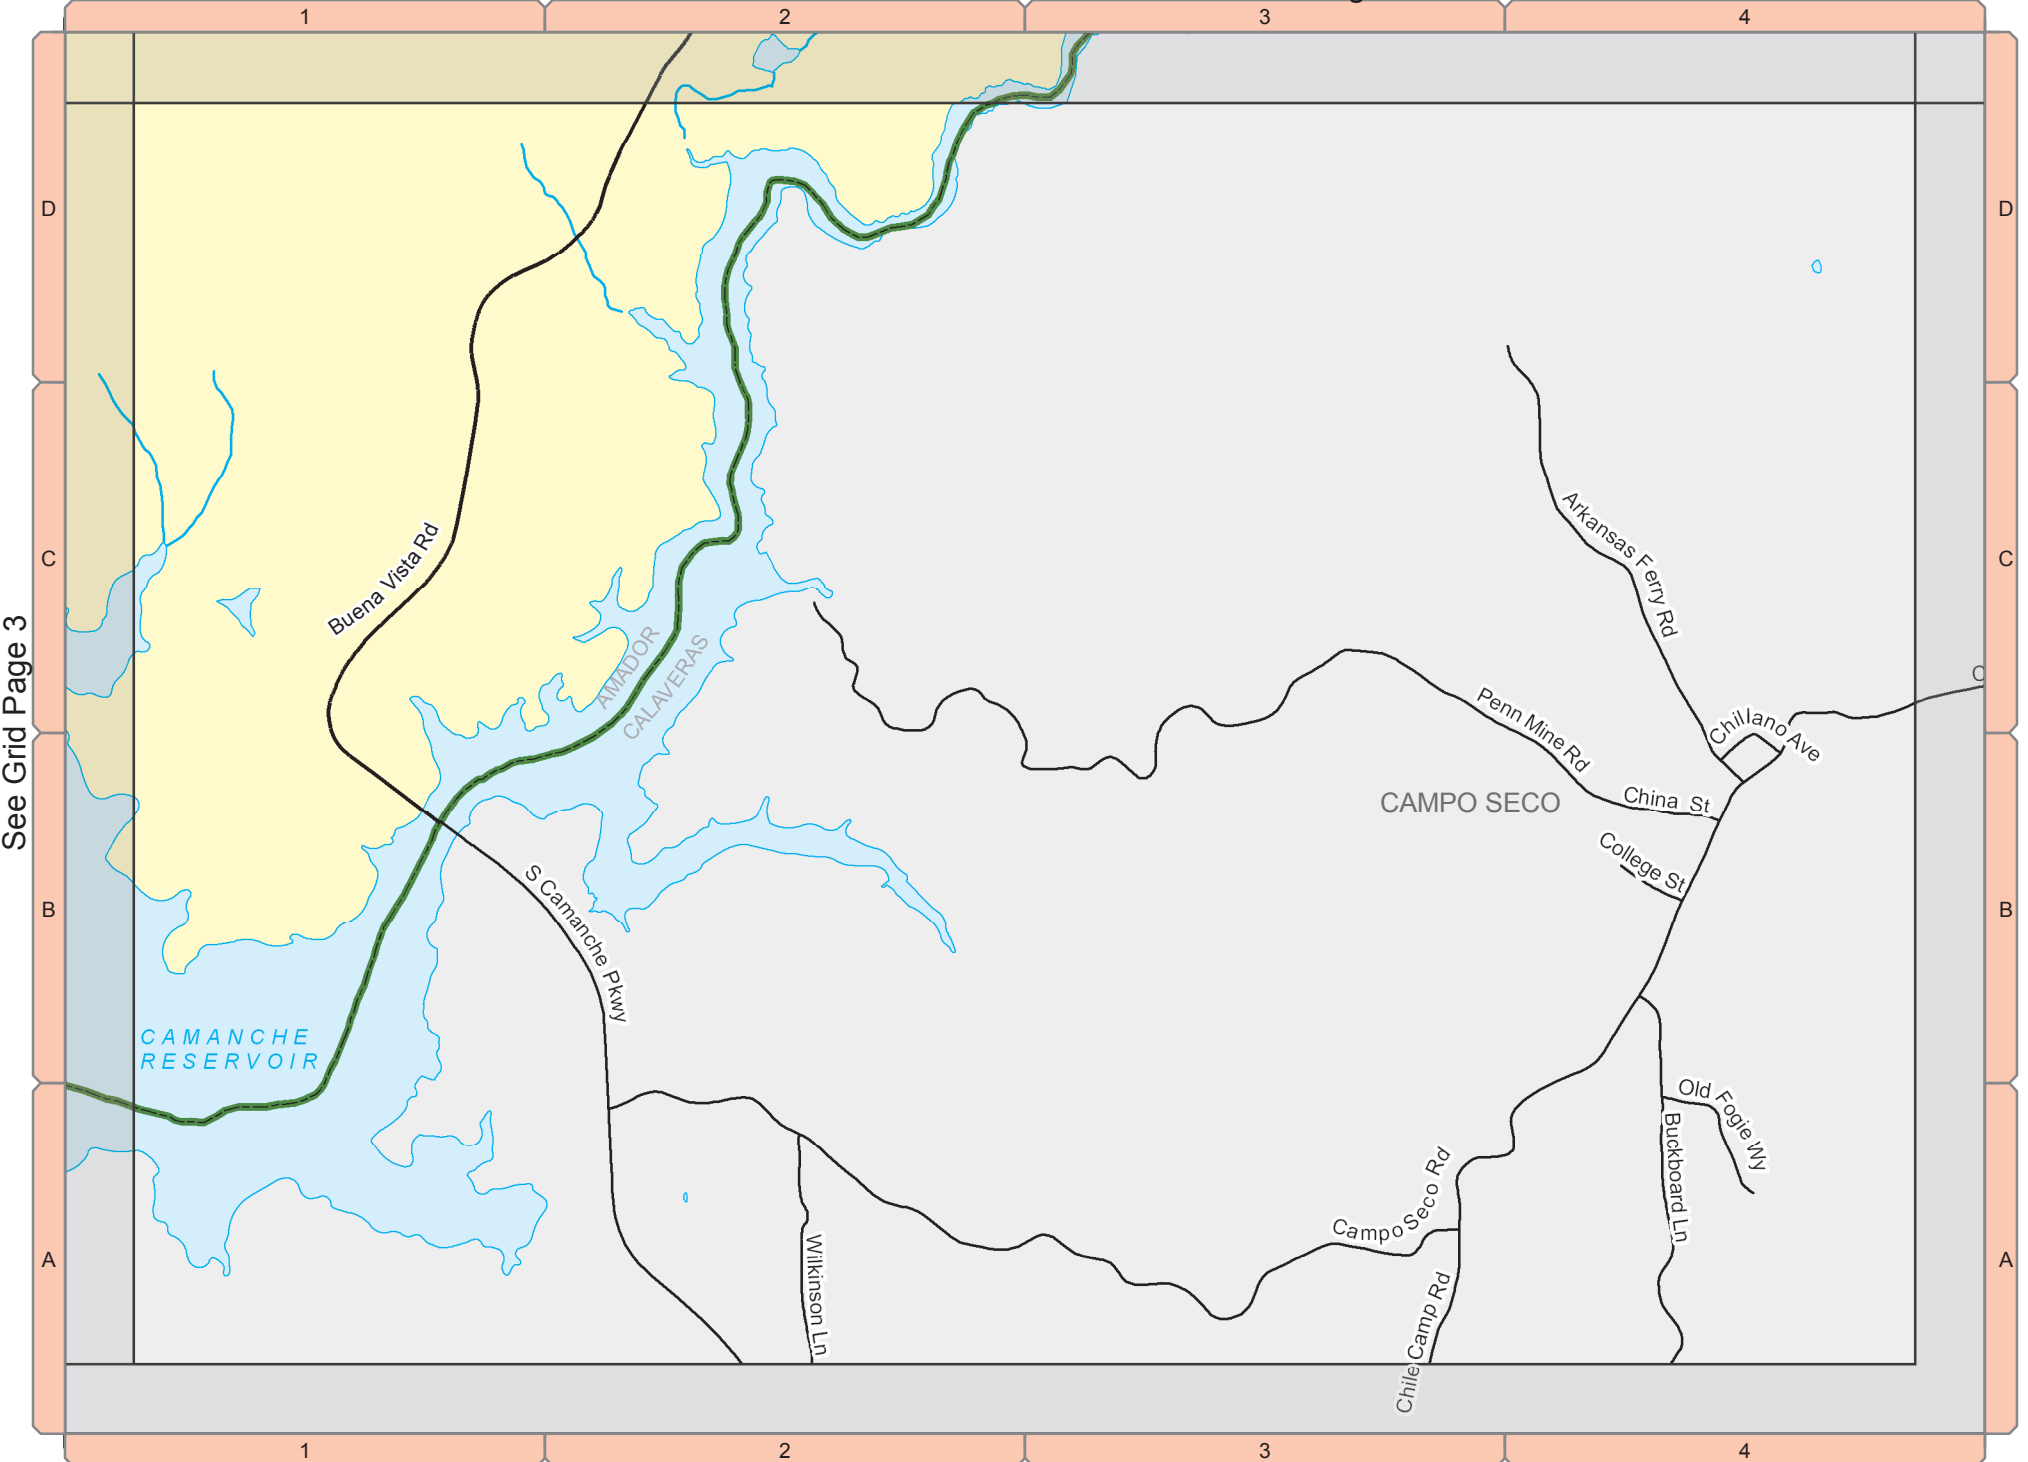 1
2
3
4
D
D
C
C
B
B
A
A
See Grid Page 3
Buena Vista Rd
AMADOR
CALAVERAS
Arkansas Ferry Rd
C
Chillano Ave
Penn Mine Rd
China St
CAMPO SECO
College St
S Camanche Pkwy
CAMANCHE
RESERVOIR
Old Fogie Wy
Buckboard Ln
Campo Seco Rd
Wilkinson Ln
Chile Camp Rd
1
2
3
4